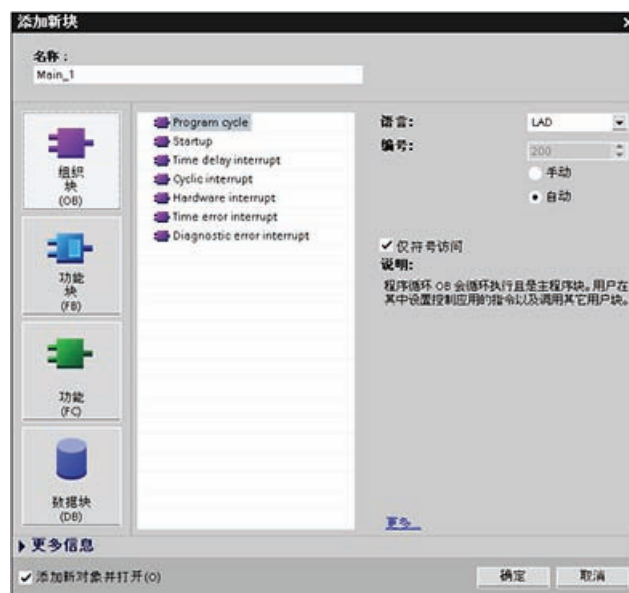 添加新块
名称：
Main_1
组织
块
(OB)
功能
块
(FB)
功能
(FC)
数据块
(DB)
Program cycle
Startup
Time delay interrupt
Cyclic interrupt
Hardware interrupt
Time error interrupt
Diagnostic error interrupt
语言：
LAD
编号：
200
手动
自动
仅符号访问
说明：
程序循环 OB 会循环执行且是主程序块。用户在
其中设置控制应用的指令以及调用其它用户块。
更多...
更多信息
添加新对象并打开(O)
确定
取消